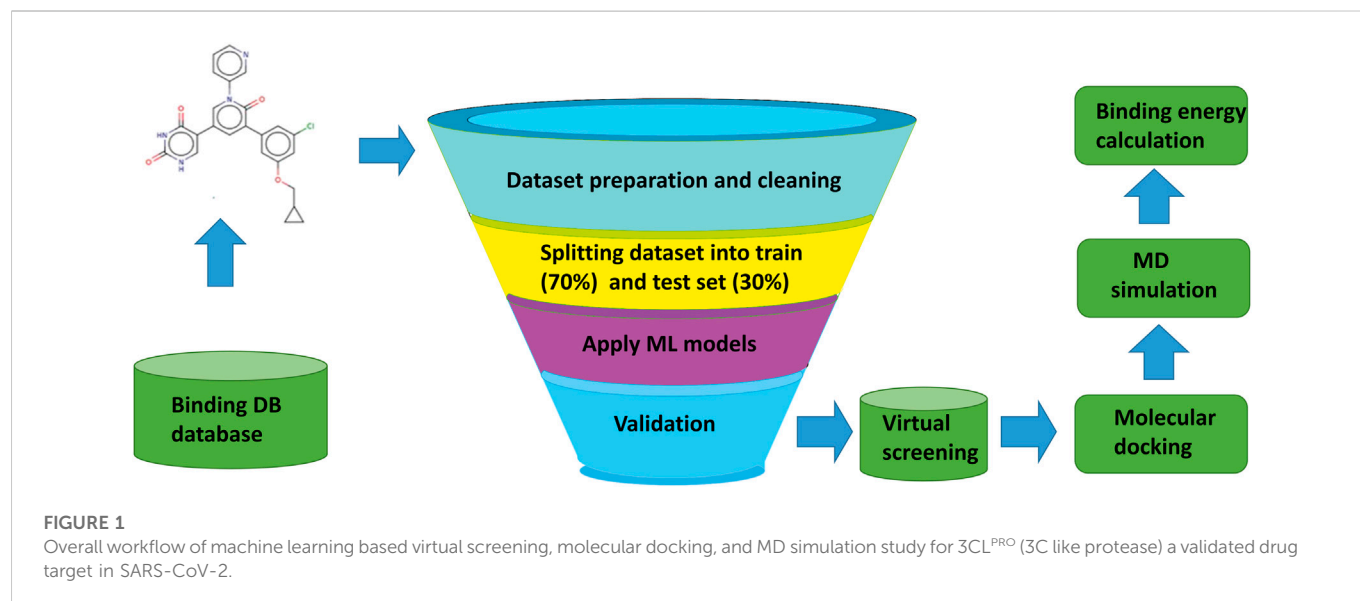 N
N
O
O
HN
O
N
H
Cl
O
Binding DB
database
Dataset preparation and cleaning
Splitting dataset into train
(70%) and test set (30%)
Apply ML models
Validation
Virtual
screening
Molecular
docking
MD
simulation
Binding energy
calculation
FIGURE 1
Overall workflow of machine learning based virtual screening, molecular docking, and MD simulation study for 3CLPRO (3C like protease) a validated drug
target in SARS-CoV-2.